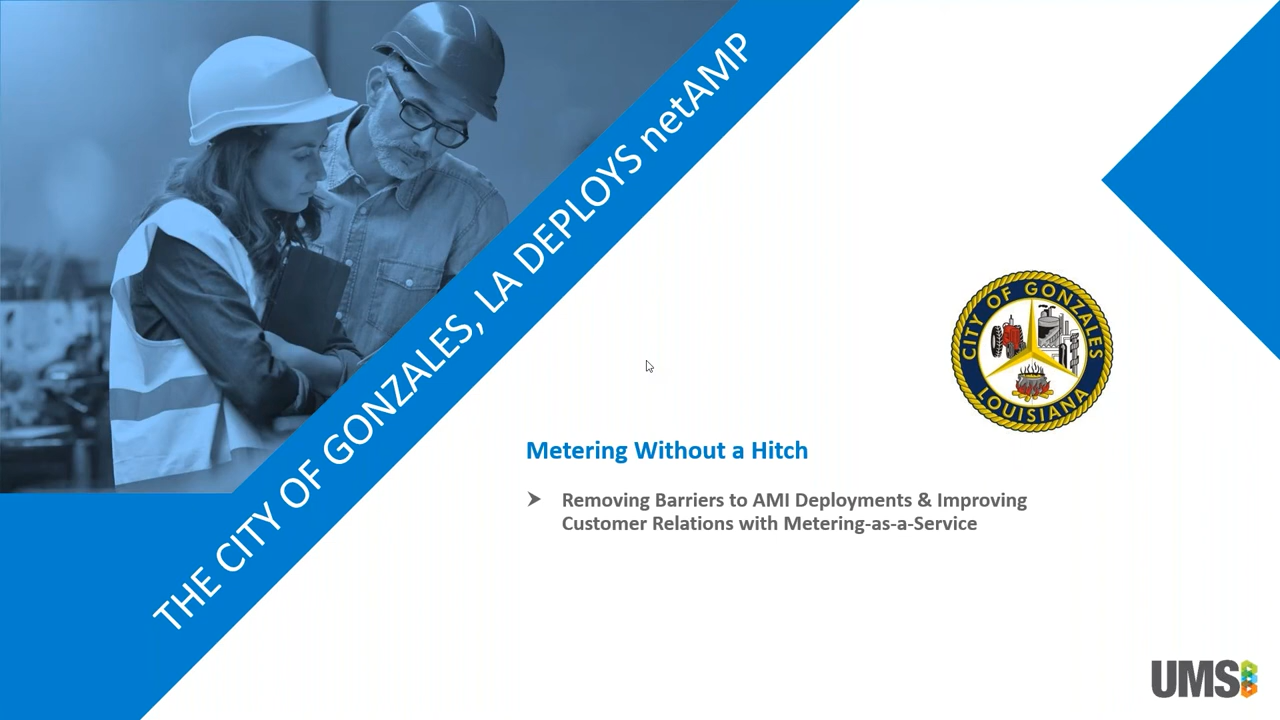 THE CITY OF GONZALES, LA DEPLOYS netAMP
CITY OF GONZALES
LOUISIANA
Metering Without a Hitch
Removing Barriers to AMI Deployments & Improving
Customer Relations with Metering-as-a-Service
UMS